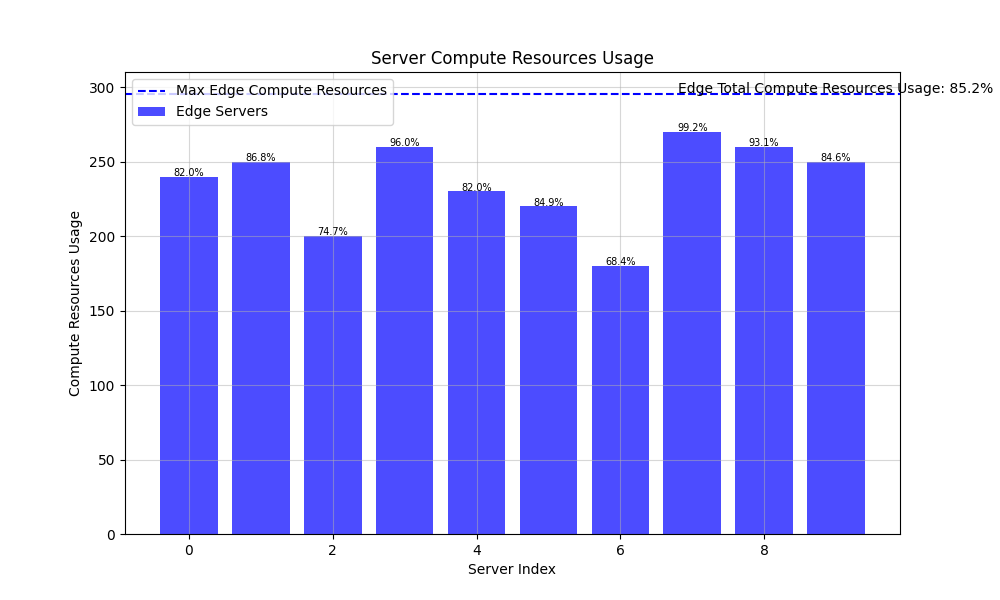 Server Compute Resources Usage
Max Edge Compute Resources
Edge Servers
Edge Total Compute Resources Usage: 85.2%
82.0%
86.8%
74.7%
96.0%
82.0%
84.9%
68.4%
99.2%
93.1%
84.6%
300
250
200
150
100
50
0
Compute Resources Usage
0 2 4 6 8
Server Index